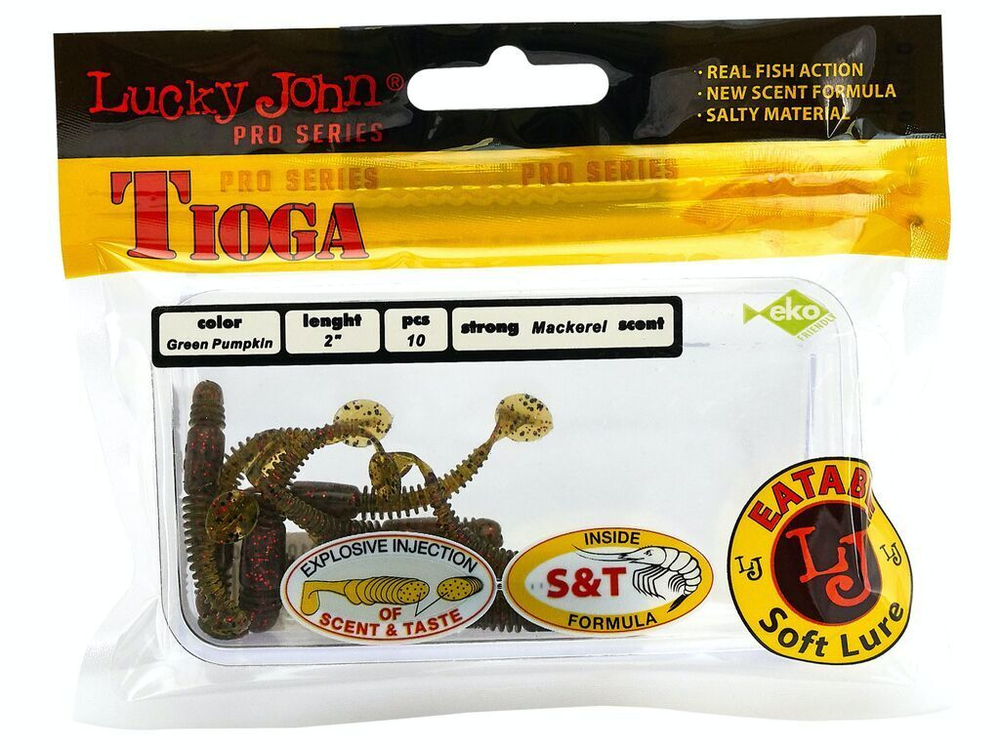 Lucky John®
PRO SERIES
· REAL FISH ACTION
· NEW SCENT FORMULA
· SALTY MATERIAL
PRO SERIES
PRO SERIES
TIOGA
color
Green Pumpkin
lenght
2"
pcs
10
strong Mackerel scent
eko
FRIENDLY
EXPLOSIVE INJECTION
OF
SCENT & TASTE
INSIDE
S&T
FORMULA
LJ
LJ
LJ
Soft Lure